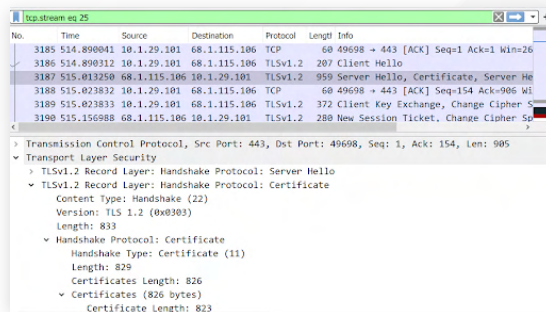 tcp.stream eq 25
No. Time Source Destination Protocol Lengtl Info
3185 514.890041 10.1.29.101 68.1.115.106 TCP 60 49698 → 443 [ACK] Seq=1 Ack=1 Win=26
3186 514.890312 10.1.29.101 68.1.115.106 TLSv1.2 207 Client Hello
3187 515.013250 68.1.115.106 10.1.29.101 TLSv1.2 959 Server Hello, Certificate, Server He
3188 515.023832 10.1.29.101 68.1.115.106 TCP 60 49698 → 443 [ACK] Seq=154 Ack=906 Wi
3189 515.023833 10.1.29.101 68.1.115.106 TLSv1.2 372 Client Key Exchange, Change Cipher S
3190 515.156988 68.1.115.106 10.1.29.101 TLSv1.2 280 New Session Ticket, Change Cipher Sp
Transmission Control Protocol, Src Port: 443, Dst Port: 49698, Seq: 1, Ack: 154, Len: 905
Transport Layer Security
TLSv1.2 Record Layer: Handshake Protocol: Server Hello
TLSv1.2 Record Layer: Handshake Protocol: Certificate
Content Type: Handshake (22)
Version: TLS 1.2 (0x0303)
Length: 833
Handshake Protocol: Certificate
Handshake Type: Certificate (11)
Length: 829
Certificates Length: 826
Certificates (826 bytes)
Certificate Length: 823